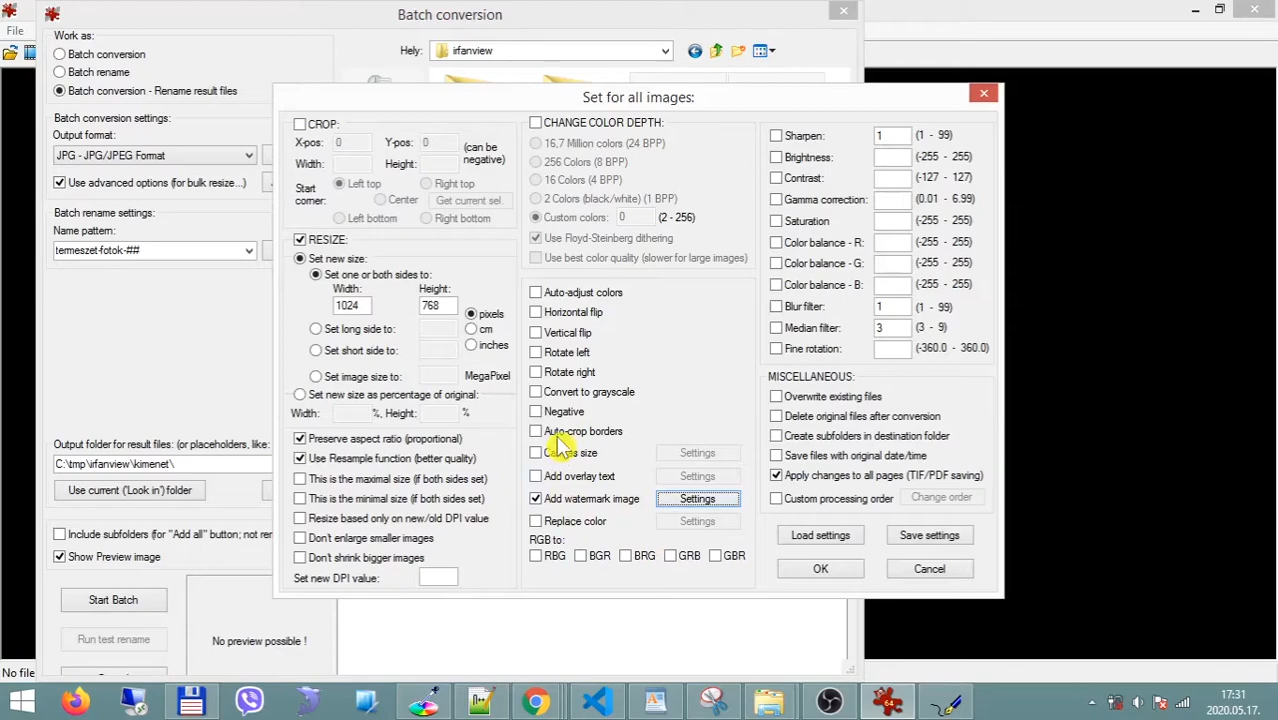 Batch conversion
File
Work as:
Batch conversion
Batch rename
Batch conversion - Rename result files
Hely:
irfanview
Batch conversion settings:
Output format:
JPG - JPG/JPEG Format
Use advanced options (for bulk resize...)
Batch rename settings:
Name pattern:
termeszet-fotok-##
Output folder for result files: (or placeholders, like:
C:\tmp\irfanview\kimenet\
Use current ('Look in') folder
Include subfolders (for "Add all" button; not ren
Show Preview image
Start Batch
Run test rename
No preview possible !
No file
Set for all images:
CROP:
X-pos:
0
Y-pos:
0
(can be negative)
Width:
Height:
Start corner:
Left top
Right top
Center
Get current sel.
Left bottom
Right bottom
RESIZE:
Set new size:
Set one or both sides to:
Width:
Height:
1024
768
pixels
cm
inches
Set long side to:
Set short side to:
Set image size to:
MegaPixel
Set new size as percentage of original:
Width:
%, Height:
%
Preserve aspect ratio (proportional)
Use Resample function (better quality)
This is the maximal size (if both sides set)
This is the minimal size (if both sides set)
Resize based only on new/old DPI value
Don't enlarge smaller images
Don't shrink bigger images
Set new DPI value:
CHANGE COLOR DEPTH:
16,7 Million colors (24 BPP)
256 Colors (8 BPP)
16 Colors (4 BPP)
2 Colors (black/white) (1 BPP)
Custom colors:
0
(2 - 256)
Use Floyd-Steinberg dithering
Use best color quality (slower for large images)
Auto-adjust colors
Horizontal flip
Vertical flip
Rotate left
Rotate right
Convert to grayscale
Negative
Auto-crop borders
size
Settings
Add overlay text
Settings
Add watermark image
Settings
Replace color
Settings
RGB to:
RBG
BGR
BRG
GRB
GBR
Sharpen:
1
(1 - 99)
Brightness:
(-255 - 255)
Contrast:
(-127 - 127)
Gamma correction:
(0.01 - 6.99)
Saturation
(-255 - 255)
Color balance - R:
(-255 - 255)
Color balance - G:
(-255 - 255)
Color balance - B:
(-255 - 255)
Blur filter:
1
(1 - 99)
Median filter:
3
(3 - 9)
Fine rotation:
(-360.0 - 360.0)
MISCELLANEOUS:
Overwrite existing files
Delete original files after conversion
Create subfolders in destination folder
Save files with original date/time
Apply changes to all pages (TIF/PDF saving)
Custom processing order
Change order
Load settings
Save settings
OK
Cancel
64
17:31
2020.05.17.